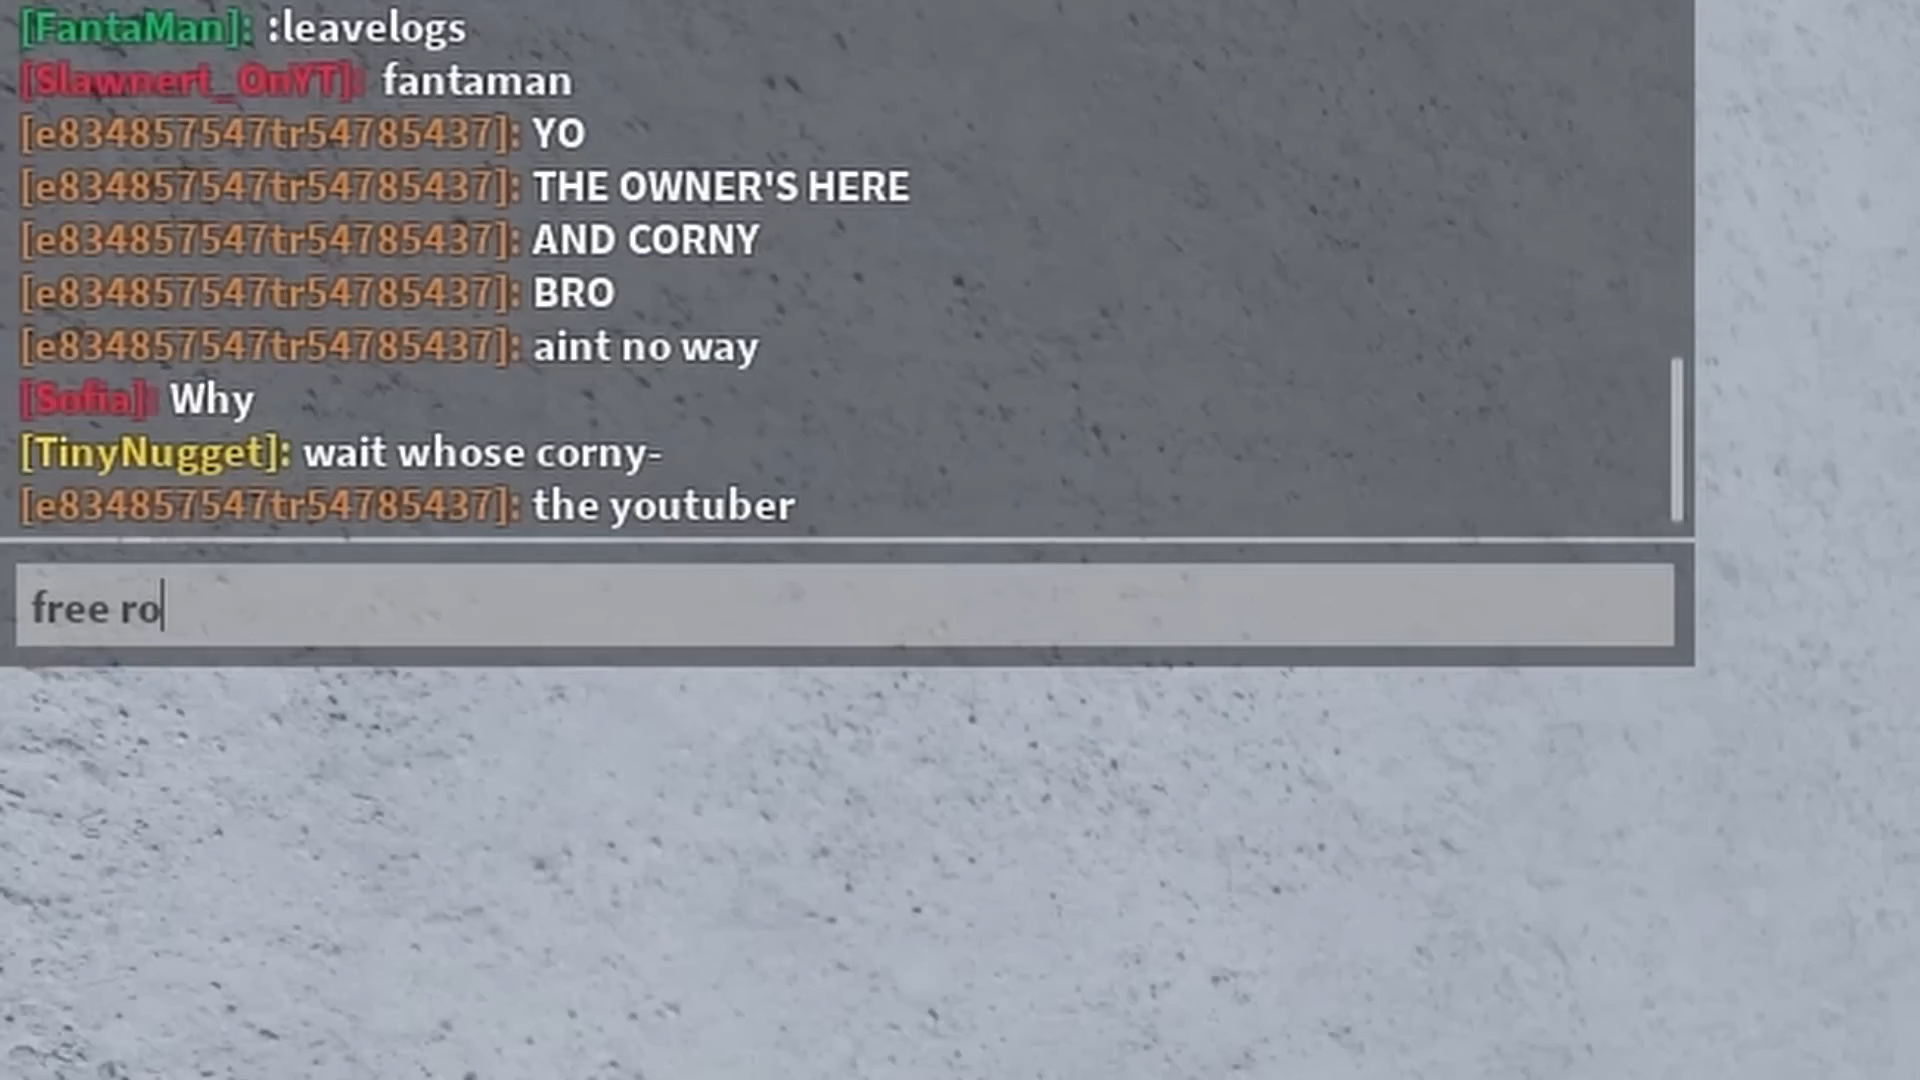 [FantaMan]: :leavelogs
[Slawnert_OnYT]: fantaman
[e834857547tr54785437]: YO
[e834857547tr54785437]: THE OWNER'S HERE
[e834857547tr54785437]: AND CORNY
[e834857547tr54785437]: BRO
[e834857547tr54785437]: aint no way
[Sofia]: Why
[TinyNugget]: wait whose corny-
[e834857547tr54785437]: the youtuber
free ro